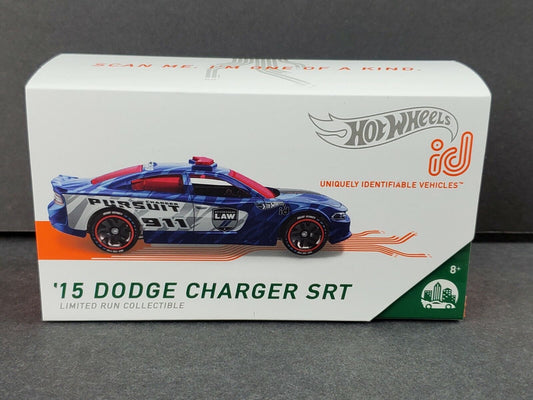 SCAN ME. I'M ONE OF A KIND.
HOT WHEELS
id
UNIQUELY IDENTIFIABLE VEHICLES™
PURSUIT
911
LAW
'15 DODGE CHARGER SRT
LIMITED RUN COLLECTIBLE
8+